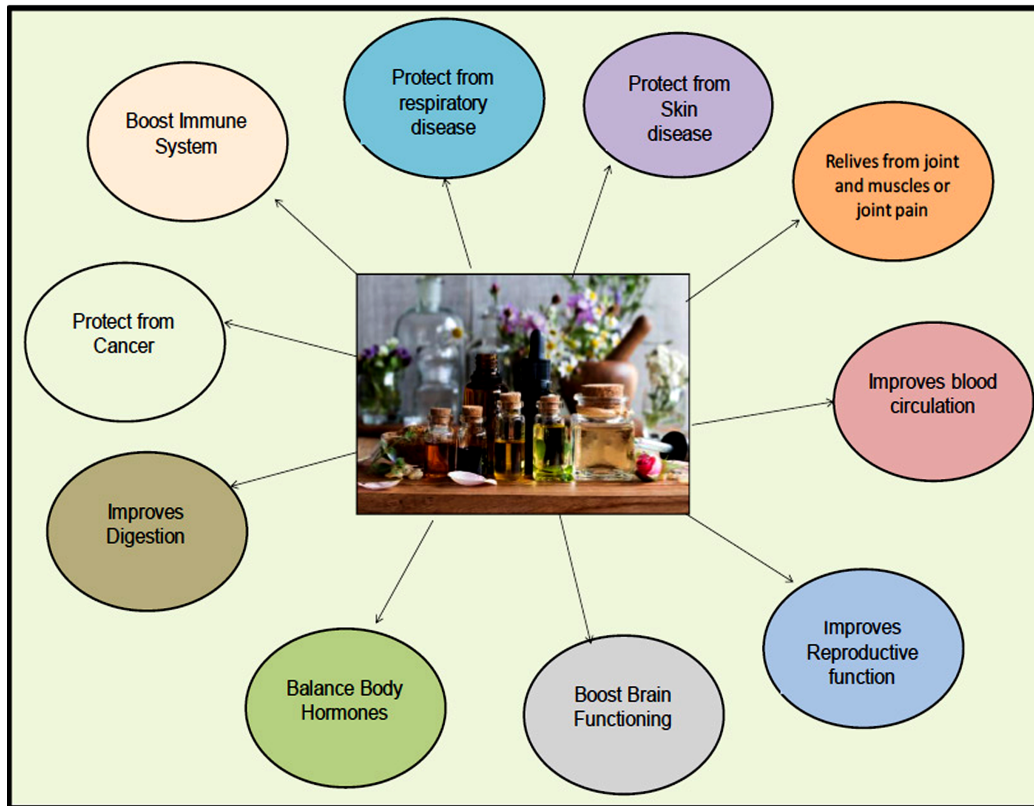 Boost Immune
System
Protect from
respiratory
disease
Protect from
Skin
disease
Relives from joint
and muscles or
joint pain
Protect from
Cancer
Improves blood
circulation
Improves
Digestion
Improves
Reproductive
function
Balance Body
Hormones
Boost Brain
Functioning